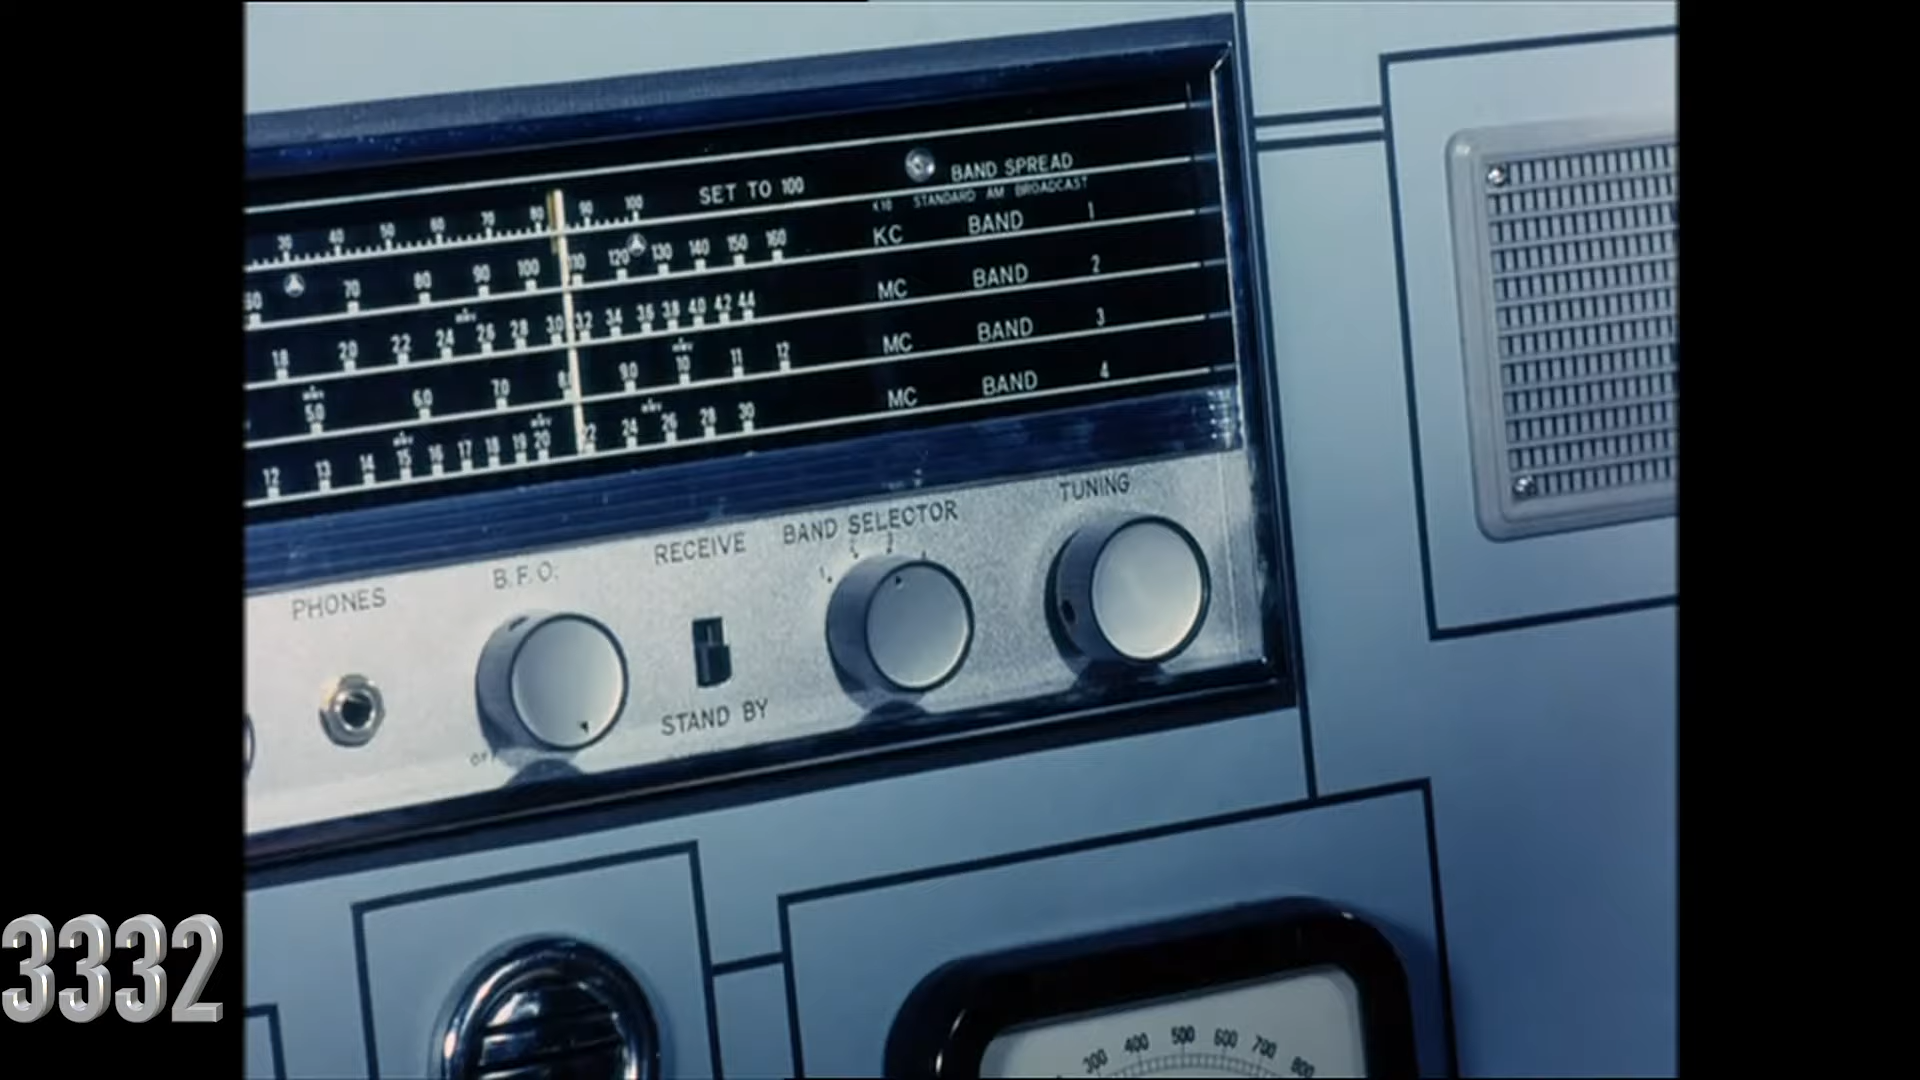 SET TO 100
BAND SPREAD
STANDARD AM BROADCAST
30 40 50 60 70 80 90 100
KC BAND 1
60 70 80 90 100 110 120 130 140 150 160
MC BAND 2
18 20 22 24 26 28 30 32 34 36 38 40 42 44
MC BAND 3
5.0 6.0 7.0 8.0 9.0 10 11 12
MC BAND 4
12 13 14 15 16 17 18 19 20 22 24 26 28 30
PHONES
B.F.O.
OFF
RECEIVE
STAND BY
BAND SELECTOR
TUNING
300 400 500 600 700 800
3332